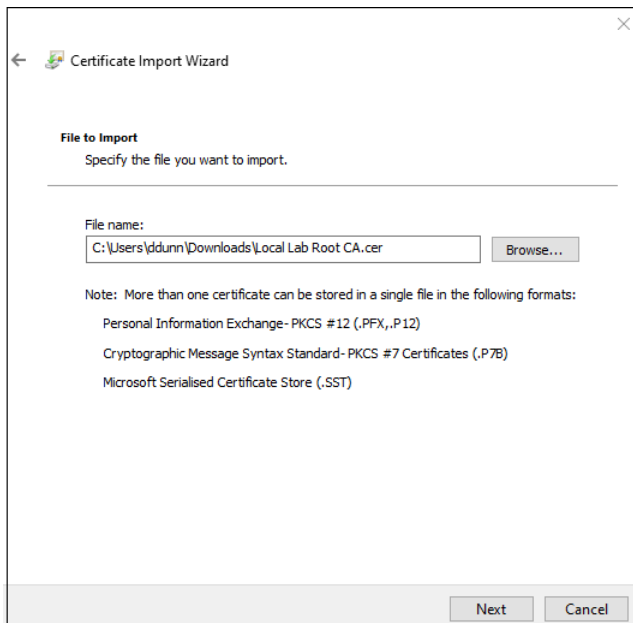 Certificate Import Wizard
File to Import
Specify the file you want to import.
File name:
C:\Users\ddunn\Downloads\Local Lab Root CA.cer
Browse...
Note: More than one certificate can be stored in a single file in the following formats:
Personal Information Exchange- PKCS #12 (.PFX,.P12)
Cryptographic Message Syntax Standard- PKCS #7 Certificates (.P7B)
Microsoft Serialised Certificate Store (.SST)
Next
Cancel